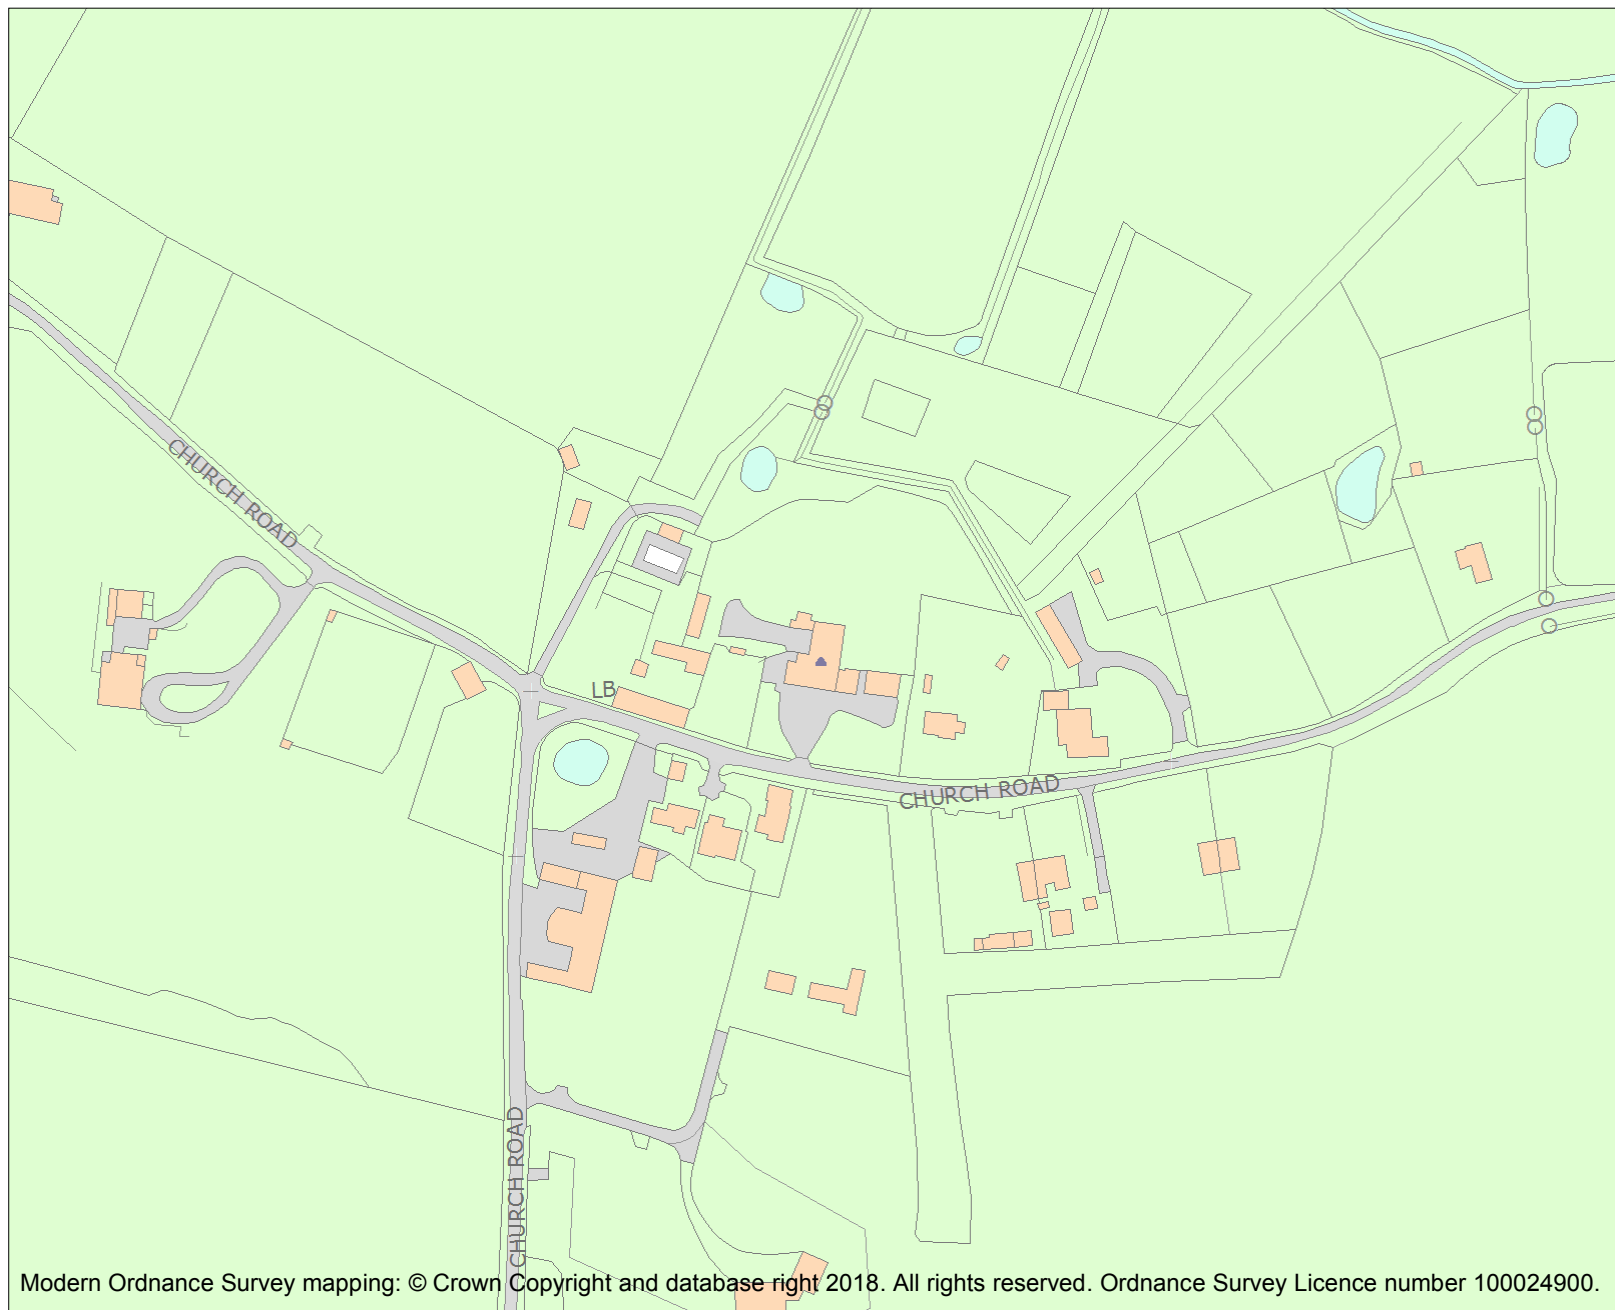 CHURCH ROAD
LB
CHURCH ROAD
CHURCH ROAD
Modern Ordnance Survey mapping: © Crown Copyright and database right 2018. All rights reserved. Ordnance Survey Licence number 100024900.